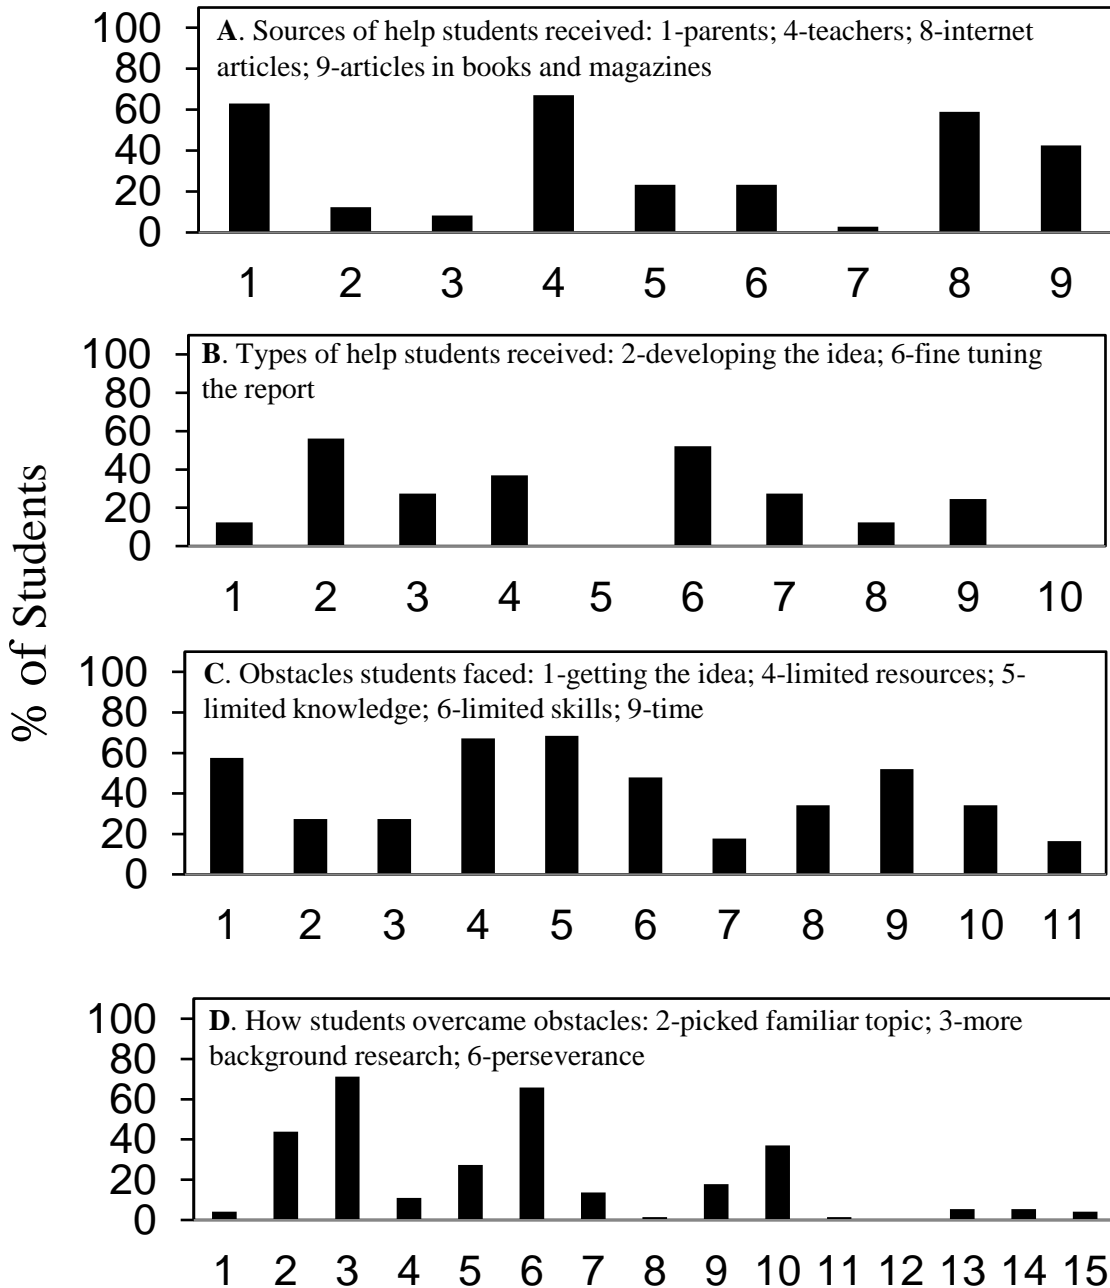 % of Students
100
80
60
40
20
0
A. Sources of help students received: 1-parents; 4-teachers; 8-internet
articles; 9-articles in books and magazines
1 2 3 4 5 6 7 8 9
100
80
60
40
20
0
B. Types of help students received: 2-developing the idea; 6-fine tuning
the report
1 2 3 4 5 6 7 8 9 10
100
80
60
40
20
0
C. Obstacles students faced: 1-getting the idea; 4-limited resources; 5-
limited knowledge; 6-limited skills; 9-time
1 2 3 4 5 6 7 8 9 10 11
100
80
60
40
20
0
D. How students overcame obstacles: 2-picked familiar topic; 3-more
background research; 6-perseverance
1 2 3 4 5 6 7 8 9 10 11 12 13 14 15